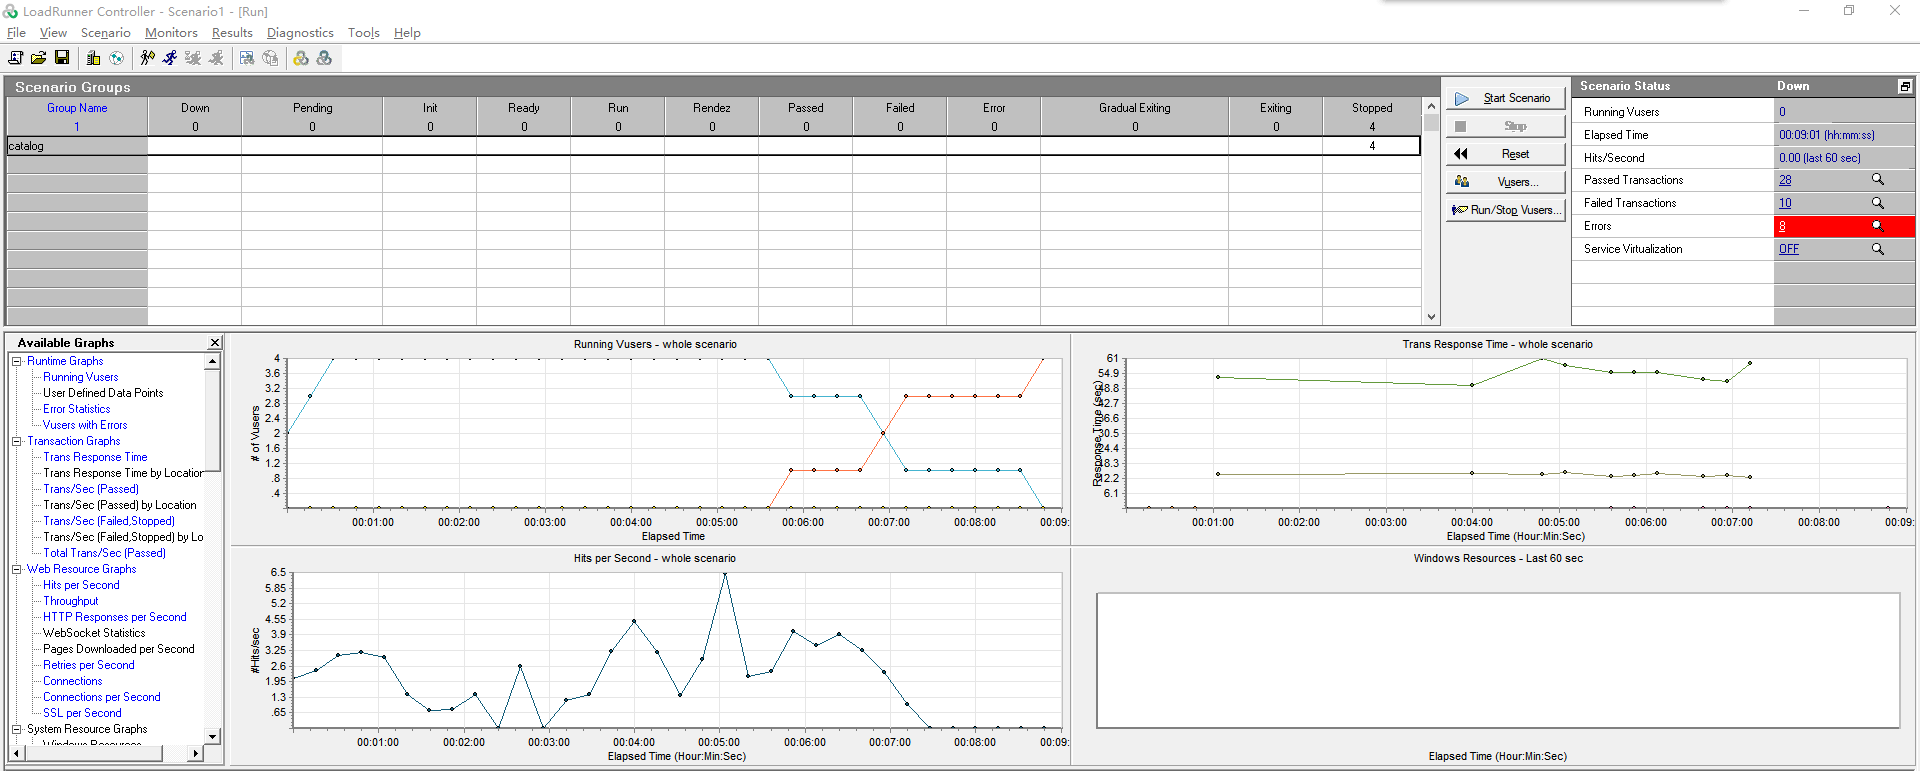 LoadRunner Controller - Scenario1 - [Run]
File View Scenario Monitors Results Diagnostics Tools Help
Scenario Groups
Group Name Down Pending Init Ready Run Rendez Passed Failed Error Gradual Exiting Exiting Stopped
1 0 0 0 0 0 0 0 0 0 0 0 4
catalog 4
Start Scenario
Stop
Reset
Vusers...
Run/Stop Vusers...
Scenario Status Down
Running Vusers 0
Elapsed Time 00:09:01 (hh:mm:ss)
Hits/Second 0.00 (last 60 sec)
Passed Transactions 28
Failed Transactions 10
Errors 8
Service Virtualization OFF
Available Graphs
Runtime Graphs
Running Vusers
User Defined Data Points
Error Statistics
Vusers with Errors
Transaction Graphs
Trans Response Time
Trans Response Time by Location
Trans/Sec (Passed)
Trans/Sec (Passed) by Location
Trans/Sec (Failed,Stopped)
Trans/Sec (Failed,Stopped) by Lo
Total Trans/Sec (Passed)
Web Resource Graphs
Hits per Second
Throughput
HTTP Responses per Second
WebSocket Statistics
Pages Downloaded per Second
Retries per Second
Connections
Connections per Second
SSL per Second
System Resource Graphs
Windows Resources
Running Vusers - whole scenario
# of Vusers
4
3.6
3.2
2.8
2.4
2
1.6
1.2
.8
.4
00:01:00 00:02:00 00:03:00 00:04:00 00:05:00 00:06:00 00:07:00 00:08:00 00:09:
Elapsed Time
Trans Response Time - whole scenario
Response Time (sec)
61
54.9
48.8
42.7
36.6
30.5
24.4
18.3
12.2
6.1
00:01:00 00:02:00 00:03:00 00:04:00 00:05:00 00:06:00 00:07:00 00:08:00 00:09:
Elapsed Time (Hour:Min:Sec)
Hits per Second - whole scenario
#Hits/sec
6.5
5.85
5.2
4.55
3.9
3.25
2.6
1.95
1.3
.65
00:01:00 00:02:00 00:03:00 00:04:00 00:05:00 00:06:00 00:07:00 00:08:00 00:09:
Elapsed Time (Hour:Min:Sec)
Windows Resources - Last 60 sec
Elapsed Time (Hour:Min:Sec)